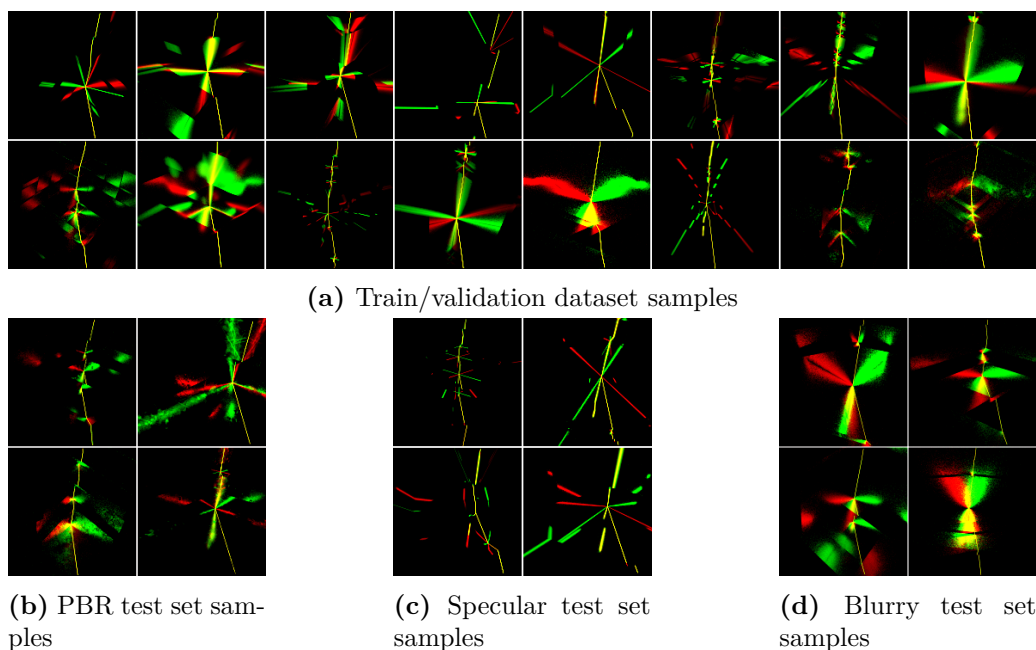 (a) Train/validation dataset samples
(b) PBR test set sam-
ples
(c) Specular test set
samples
(d) Blurry test set
samples